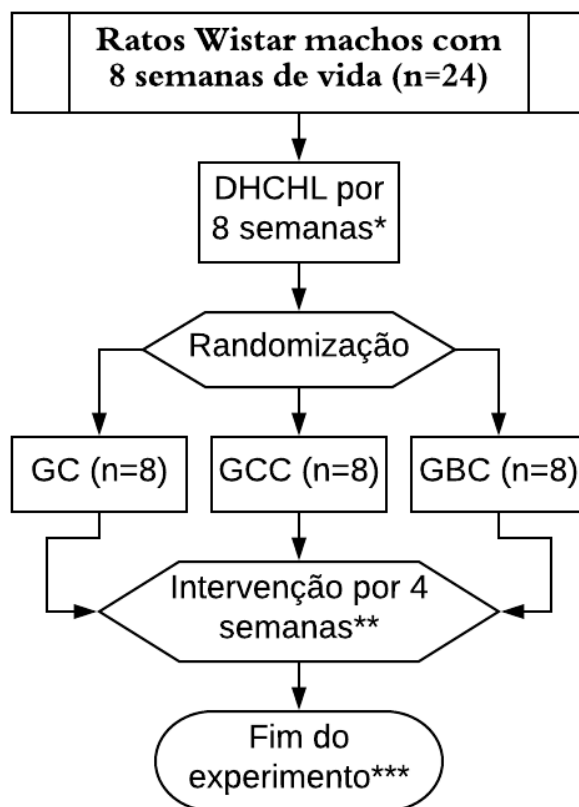 Ratos Wistar machos com
8 semanas de vida (n=24)
DHCHL por
8 semanas*
Randomização
GC (n=8)
GCC (n=8)
GBC (n=8)
Intervenção por 4
semanas**
Fim do
experimento***